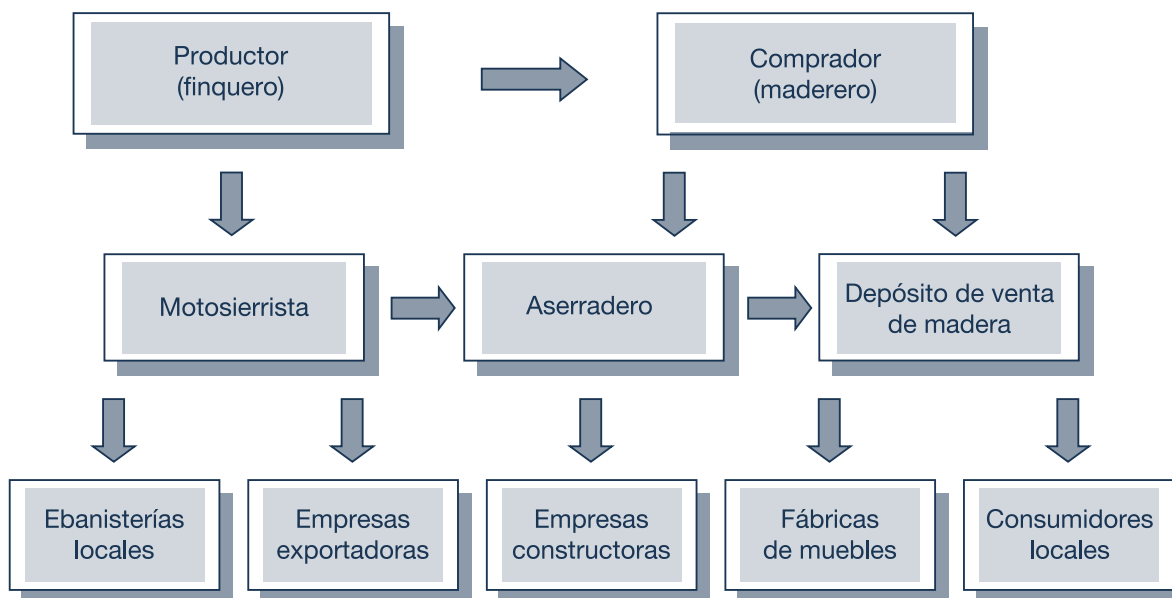 Productor
(finquero)
Comprador
(maderero)
Motosierrista
Aserradero
Depósito de venta
de madera
Ebanisterías
locales
Empresas
exportadoras
Empresas
constructoras
Fábricas
de muebles
Consumidores
locales